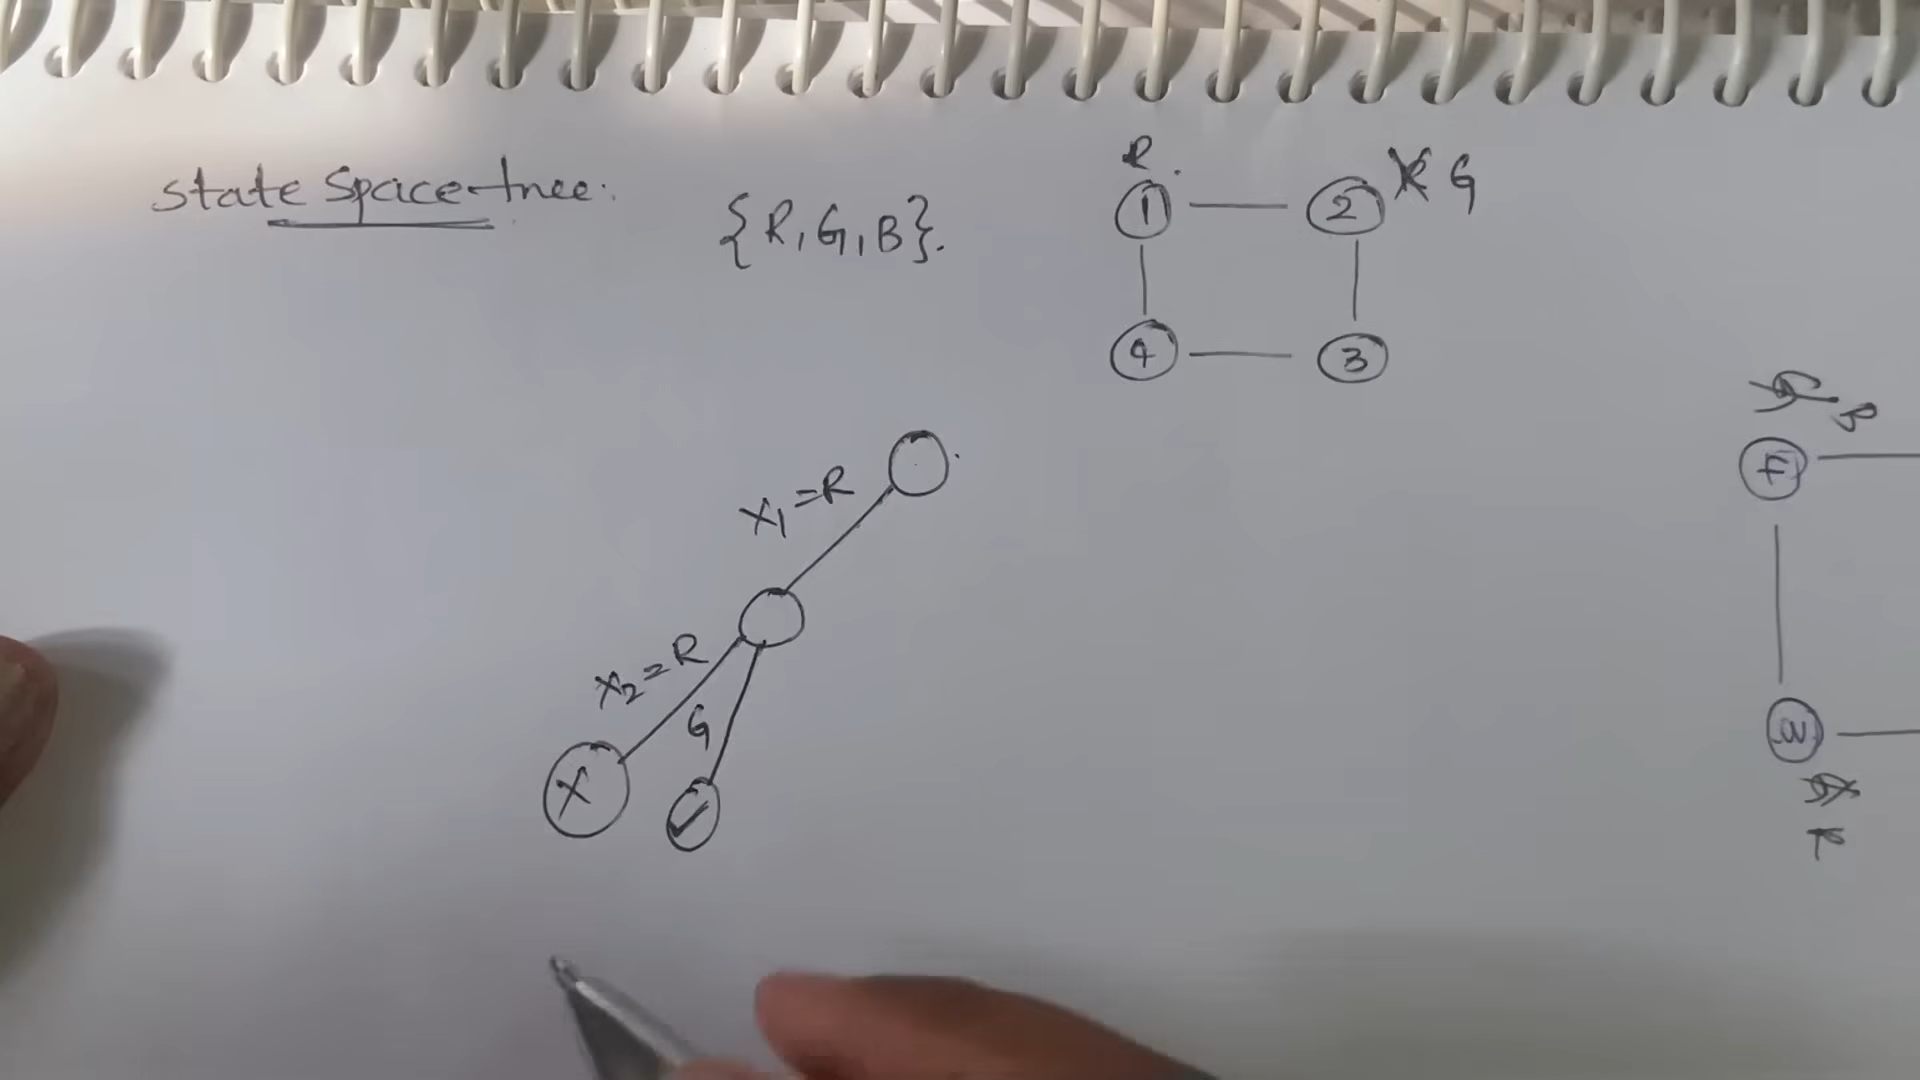 State Space tree:
{R, G, B}.
R
1
2
R G
4
3
X1 = R
X2 = R
G
X
B
F